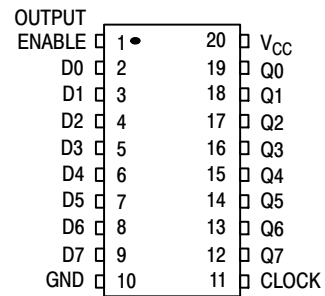 OUTPUT
ENABLE 1 20 VCC
D0 2 19 Q0
D1 3 18 Q1
D2 4 17 Q2
D3 5 16 Q3
D4 6 15 Q4
D5 7 14 Q5
D6 8 13 Q6
D7 9 12 Q7
GND 10 11 CLOCK